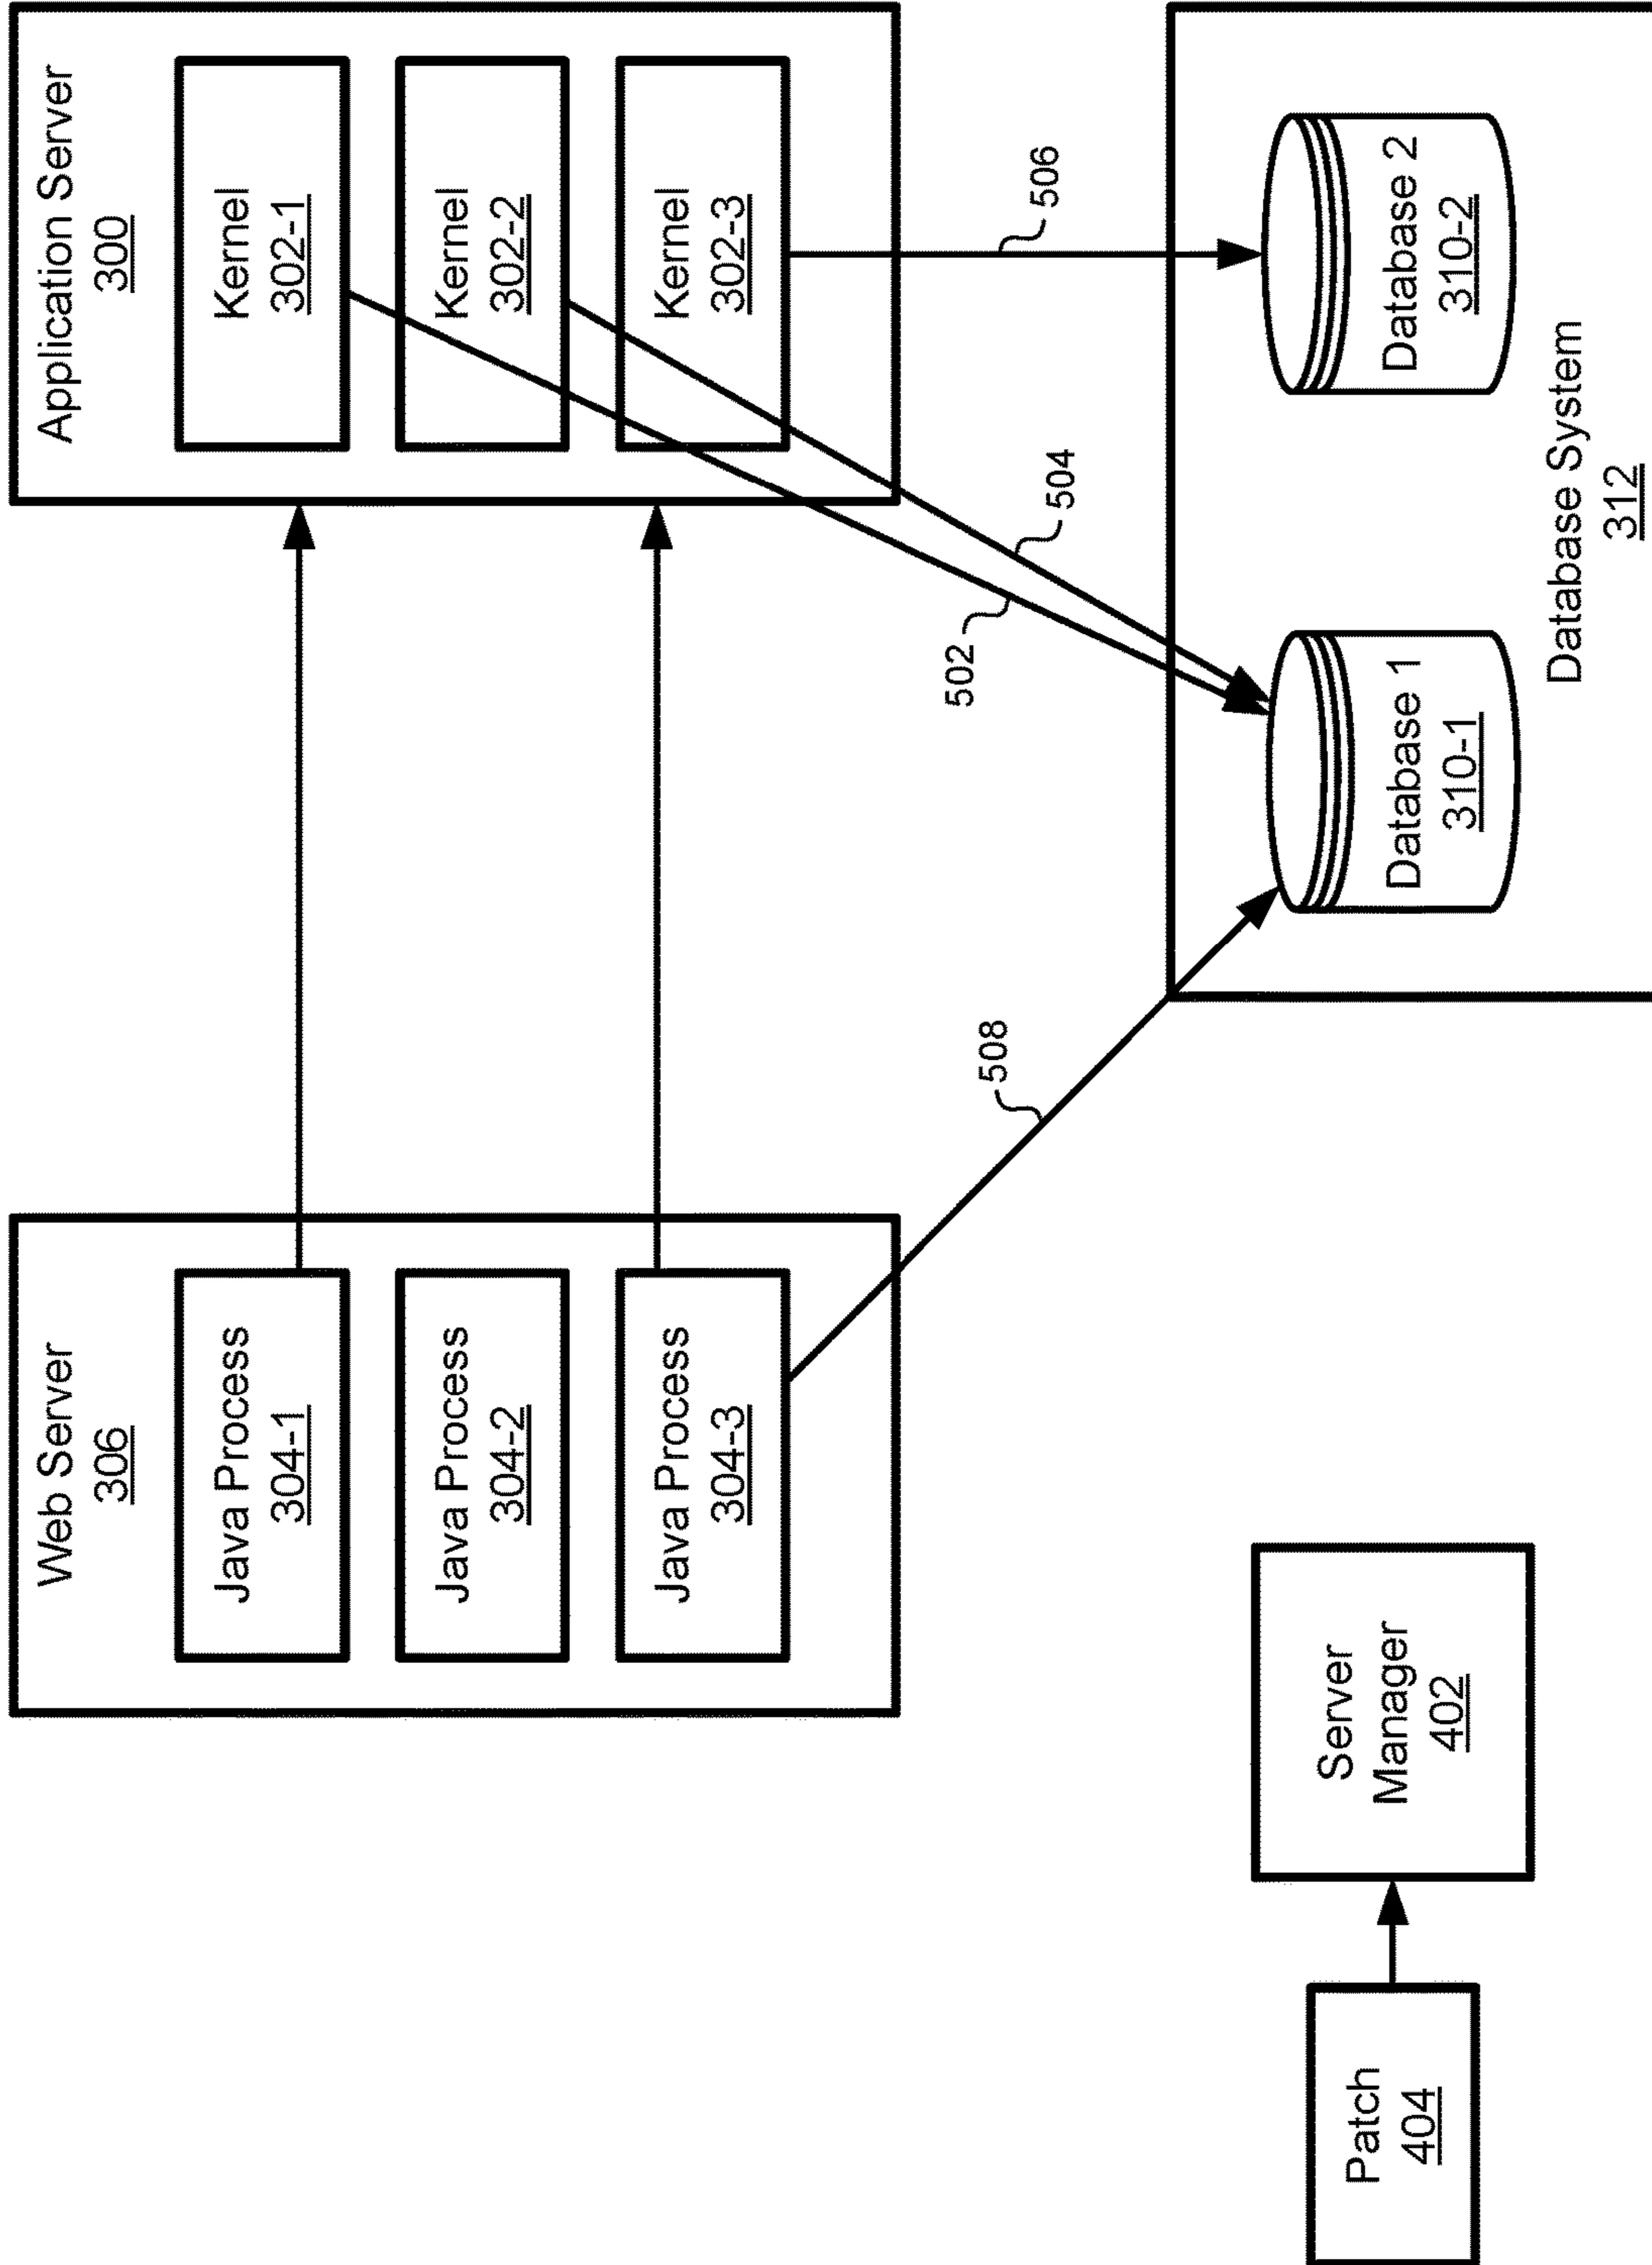 Web Server
306
Java Process
304-1
Java Process
304-2
Java Process
304-3
Application Server
300
Kernel
302-1
Kernel
302-2
Kernel
302-3
502
504
506
508
Patch
404
Server
Manager
402
Database 1
310-1
Database 2
310-2
Database System
312